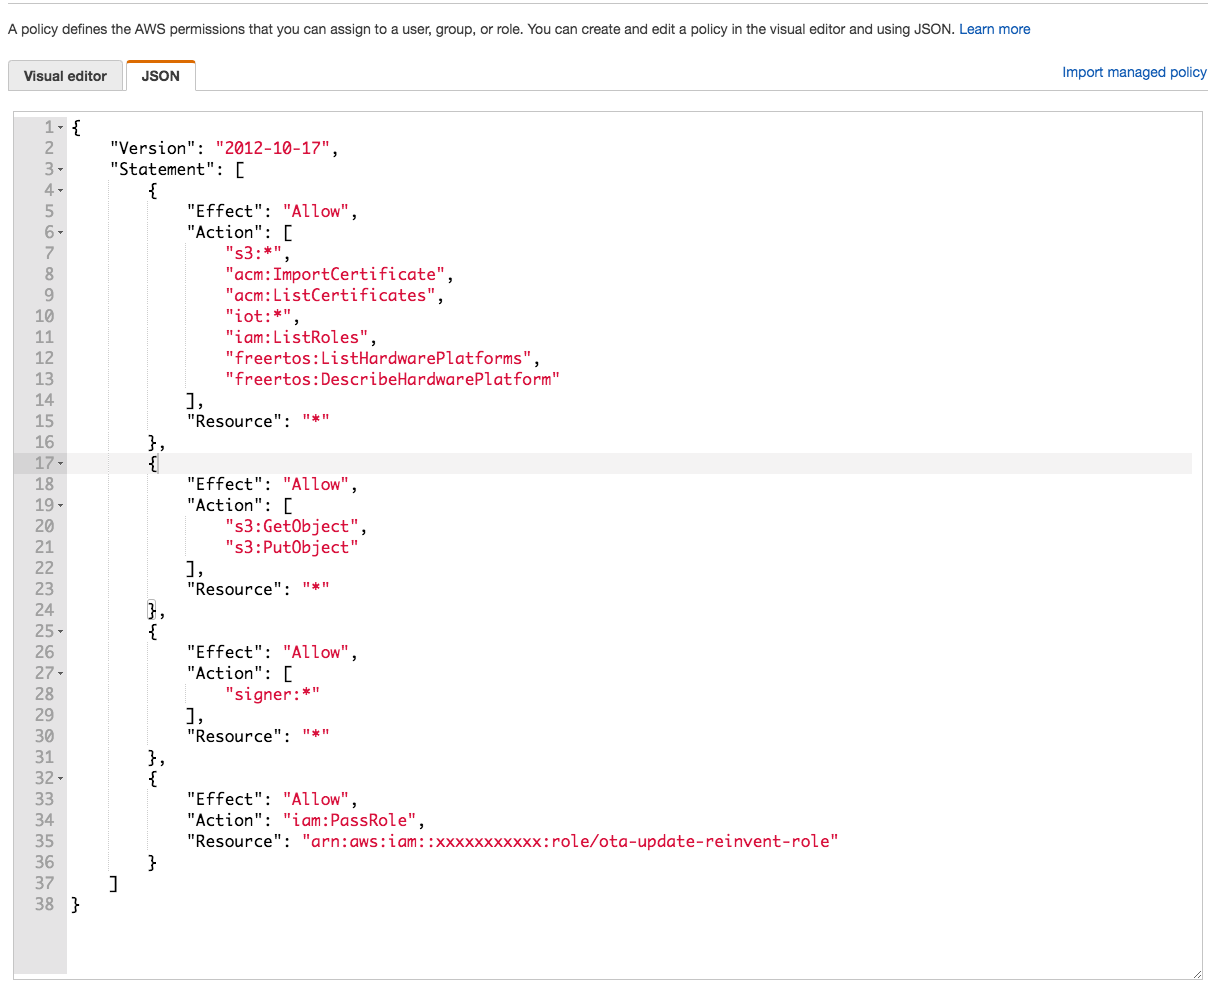 A policy defines the AWS permissions that you can assign to a user, group, or role. You can create and edit a policy in the visual editor and using JSON. Learn more
Visual editor
JSON
Import managed policy
1 {
2     "Version": "2012-10-17",
3     "Statement": [
4         {
5             "Effect": "Allow",
6             "Action": [
7                 "s3:*",
8                 "acm:ImportCertificate",
9                 "acm:ListCertificates",
10                 "iot:*",
11                 "iam:ListRoles",
12                 "freertos:ListHardwarePlatforms",
13                 "freertos:DescribeHardwarePlatform"
14             ],
15             "Resource": "*"
16         },
17         {
18             "Effect": "Allow",
19             "Action": [
20                 "s3:GetObject",
21                 "s3:PutObject"
22             ],
23             "Resource": "*"
24         },
25         {
26             "Effect": "Allow",
27             "Action": [
28                 "signer:*"
29             ],
30             "Resource": "*"
31         },
32         {
33             "Effect": "Allow",
34             "Action": "iam:PassRole",
35             "Resource": "arn:aws:iam::xxxxxxxxxxx:role/ota-update-reinvent-role"
36         }
37     ]
38 }